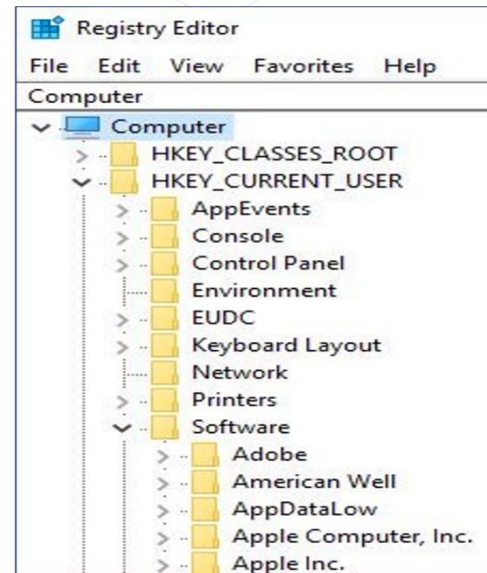 Registry Editor
File Edit View Favorites Help
Computer
Computer
HKEY_CLASSES_ROOT
HKEY_CURRENT_USER
AppEvents
Console
Control Panel
Environment
EUDC
Keyboard Layout
Network
Printers
Software
Adobe
American Well
AppDataLow
Apple Computer, Inc.
Apple Inc.